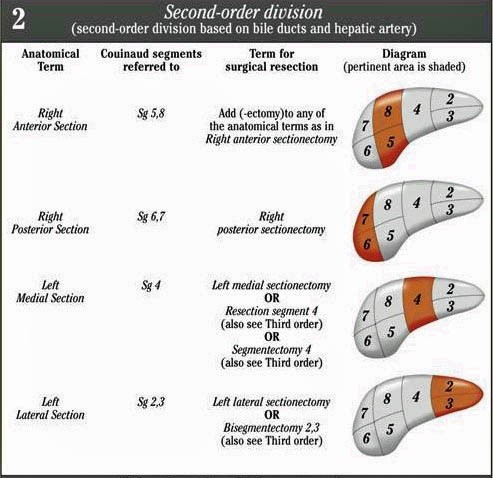 2
Second-order division
(second-order division based on bile ducts and hepatic artery)
Anatomical
Term
Couinaud segments
referred to
Term for
surgical resection
Diagram
(pertinent area is shaded)
Right
Anterior Section
Sg 5,8
Add (-ectomy)to any of
the anatomical terms as in
Right anterior sectionectomy
8 4 2
3
7
5
6
Right
Posterior Section
Sg 6,7
Right
posterior sectionectomy
8 4 2
3
7
5
6
Left
Medial Section
Sg 4
Left medial sectionectomy
OR
Resection segment 4
(also see Third order)
OR
Segmentectomy 4
(also see Third order)
8 4 2
3
7
5
6
Left
Lateral Section
Sg 2,3
Left lateral sectionectomy
OR
Bisegmentectomy 2,3
(also see Third order)
8 4 2
3
7
5
6